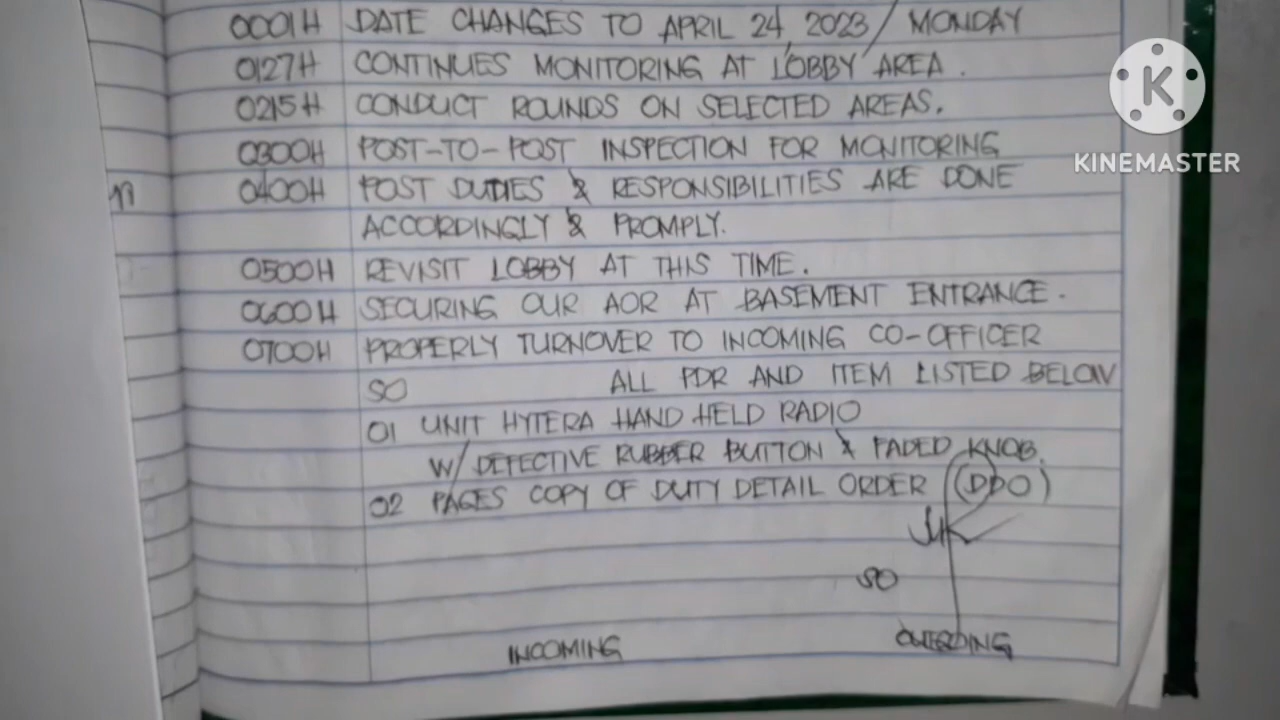 0001H DATE CHANGES TO APRIL 24, 2023 / MONDAY
0127H CONTINUES MONITORING AT LOBBY AREA.
0215H CONDUCT ROUNDS ON SELECTED AREAS.
0300H POST-TO-POST INSPECTION FOR MONITORING
0400H POST DUTIES & RESPONSIBILITIES ARE DONE
ACCORDINGLY & PROMPLY.
0500H REVISIT LOBBY AT THIS TIME.
0600H SECURING OUR AOR AT BASEMENT ENTRANCE.
0700H PROPERLY TURNOVER TO INCOMING CO-OFFICER
SO ALL PDR AND ITEM LISTED BELOW
01 UNIT HYTERA HAND HELD RADIO
W/ DEFECTIVE RUBBER BUTTON & FADED KNOB.
02 PAGES COPY OF DUTY DETAIL ORDER (DDO)
SO
INCOMING
K
KINEMASTER